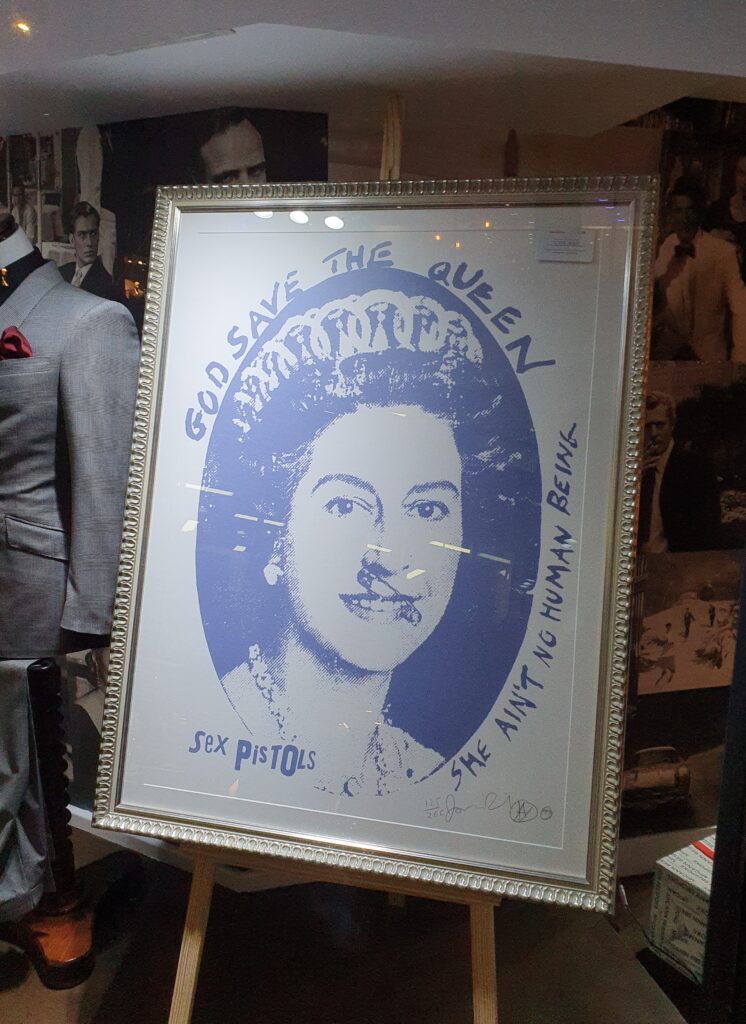 GOD SAVE THE QUEEN
SHE AIN'T NO HUMAN BEING
SEX PISTOLS